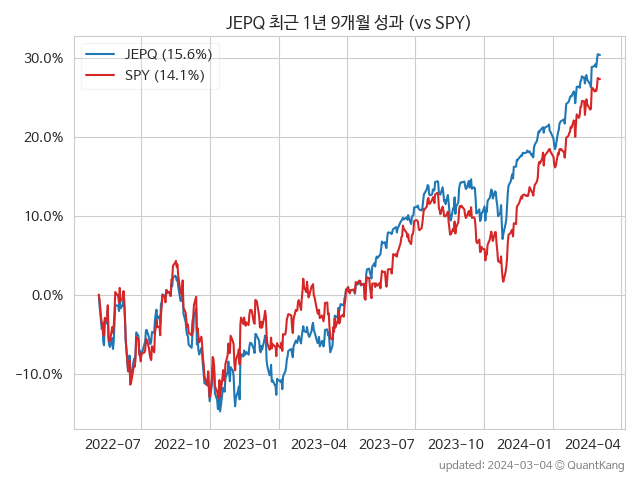 JEPQ 최근 1년 9개월 성과 (vs SPY)
JEPQ (15.6%)
SPY (14.1%)
30.0%
20.0%
10.0%
0.0%
−10.0%
2022−07 2022−10 2023−01 2023−04 2023−07 2023−10 2024−01 2024−04
updated: 2024−03−04 © QuantKang